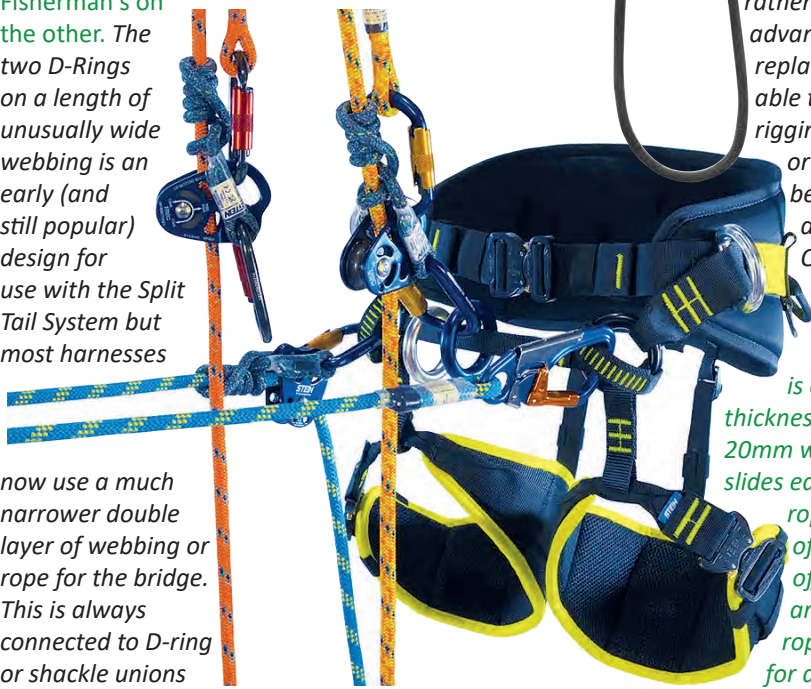 Fisherman's on
the other. The
two D-Rings
on a length of
unusually wide
webbing is an
early (and
still popular)
design for
use with the Split
Tail System but
most harnesses
now use a much
narrower double
layer of webbing or
rope for the bridge.
This is always
connected to D-ring
or shackle unions
rather
advan
repla
able t
riggin
or
be
is
thicknes
20mm w
slides ea
rop
of
of
rop
for a
STEIN
STEIN
STEIN